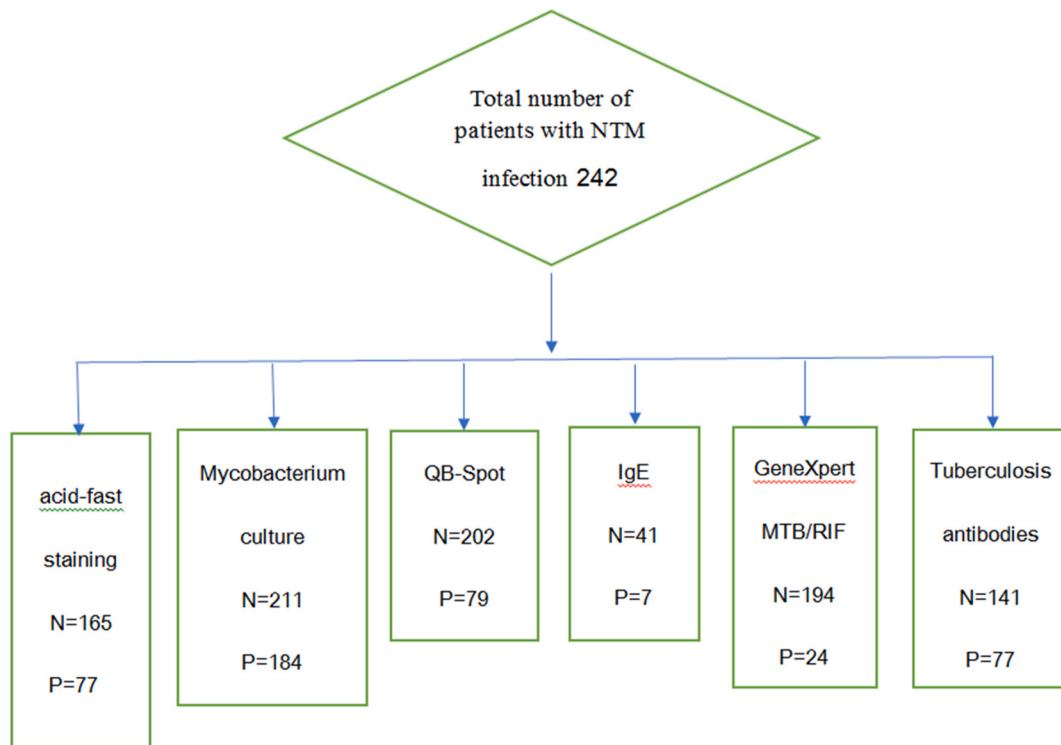 Total number of
patients with NTM
infection 242
acid-fast
staining
N=165
P=77
Mycobacterium
culture
N=211
P=184
QB-Spot
N=202
P=79
IgE
N=41
P=7
GeneXpert
MTB/RIF
N=194
P=24
Tuberculosis
antibodies
N=141
P=77